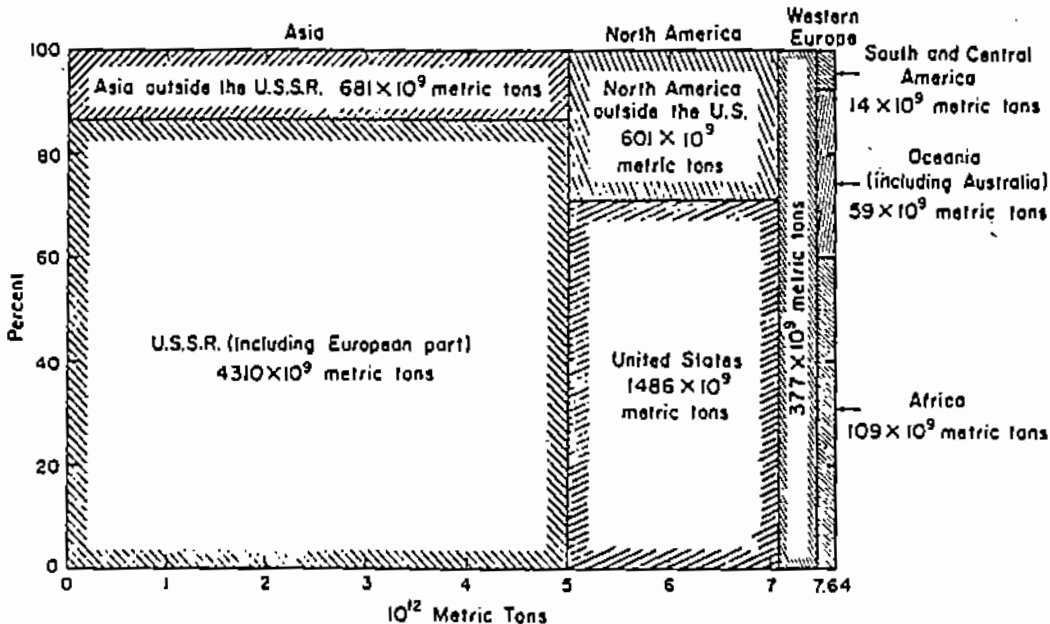 Asia
North America
Western
Europe
100
80
60
40
20
0
Percent
Asia outside the U.S.S.R. 681×10⁹ metric tons
U.S.S.R. (including European part)
4310×10⁹ metric tons
North America
outside the U.S.
601 × 10⁹
metric tons
United States
1486 × 10⁹
metric tons
377 × 10⁹ metric tons
South and Central
America
14 × 10⁹ metric tons
Oceania
(including Australia)
59×10⁹ metric tons
Africa
109×10⁹ metric tons
0 1 2 3 4 5 6 7 7.64
10¹² Metric Tons